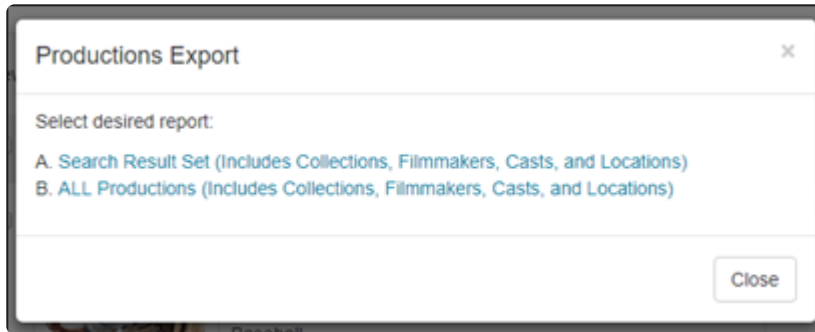 Productions Export
×
Select desired report:
A. Search Result Set (Includes Collections, Filmmakers, Casts, and Locations)
B. ALL Productions (Includes Collections, Filmmakers, Casts, and Locations)
Close
Baseball